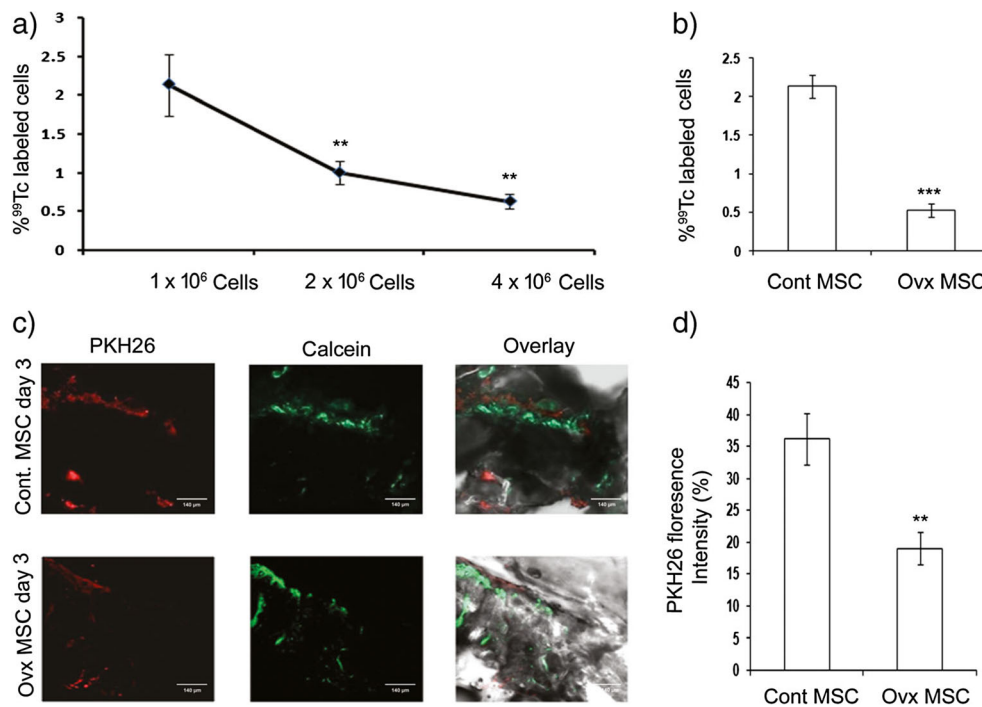 a)
3
2.5
2
1.5
1
0.5
0
%⁹⁹Tc labeled cells
**
**
1 x 10⁶ Cells
2 x 10⁶ Cells
4 x 10⁶ Cells
b)
2.5
2
1.5
1
0.5
0
%⁹⁹Tc labeled cells
***
Cont MSC
Ovx MSC
c)
PKH26
Calcein
Overlay
Cont. MSC day 3
140 µm
140 µm
140 µm
Ovx MSC day 3
140 µm
140 µm
140 µm
d)
45
40
35
30
25
20
15
10
5
0
PKH26 floresence
Intensity (%)
**
Cont MSC
Ovx MSC